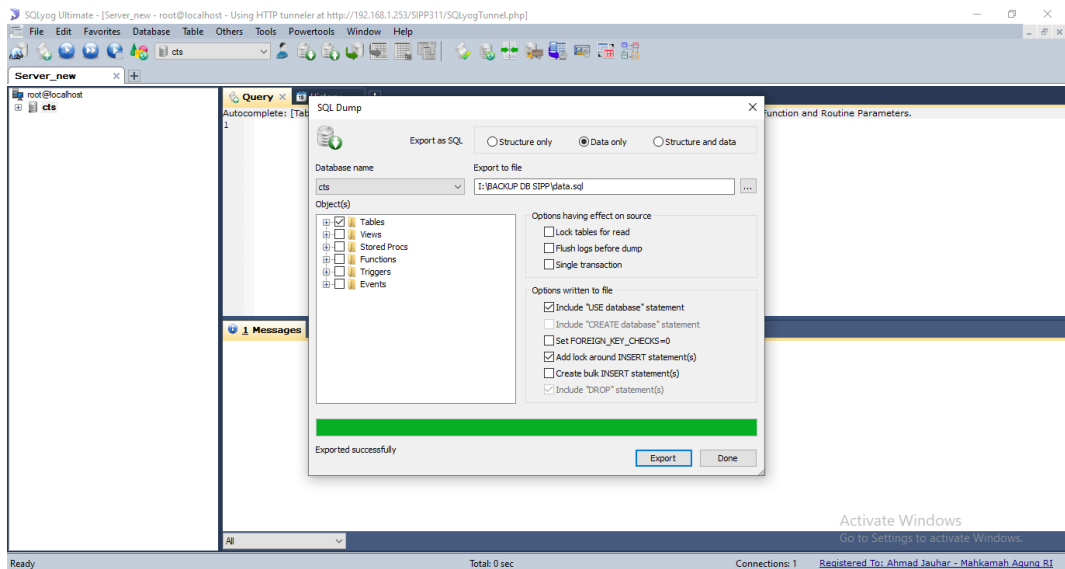 SQLyog Ultimate - [Server_new - root@localhost - Using HTTP tunneler at http://192.168.1.253/SIPP311/SQLyogTunnel.php]
File Edit Favorites Database Table Others Tools Powertools Window Help
cts
Server_new
root@localhost
cts
Query
Autocomplete: [Tab
Function and Routine Parameters.
1
SQL Dump
Export as SQL
Structure only
Data only
Structure and data
Database name
Export to file
cts
I:\BACKUP DB SIPP\data.sql
...
Object(s)
Tables
Views
Stored Procs
Functions
Triggers
Events
Options having effect on source
Lock tables for read
Flush logs before dump
Single transaction
Options written to file
Include "USE database" statement
Include "CREATE database" statement
Set FOREIGN_KEY_CHECKS=0
Add lock around INSERT statement(s)
Create bulk INSERT statement(s)
Include "DROP" statement(s)
Exported successfully
Export
Done
1 Messages
All
Activate Windows
Go to Settings to activate Windows.
Ready
Total: 0 sec
Connections: 1
Registered To: Ahmad Jauhar - Mahkamah Agung RI